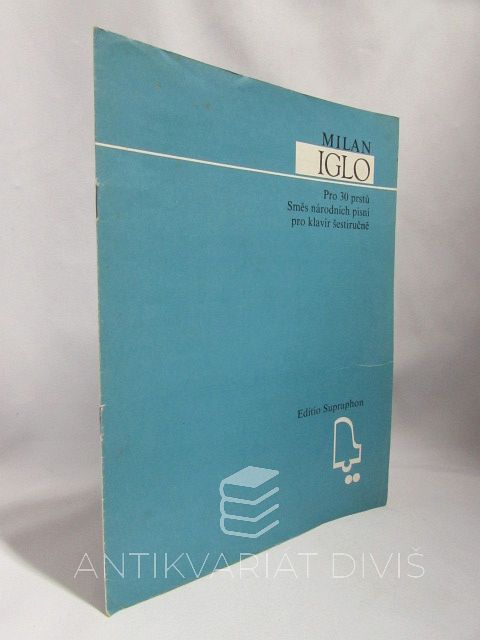 MILAN
IGLO
Pro 30 prstů
Směs národních písní
pro klavír šestiručně
Editio Supraphon
ANTIKVARIÁT DIVIŠ